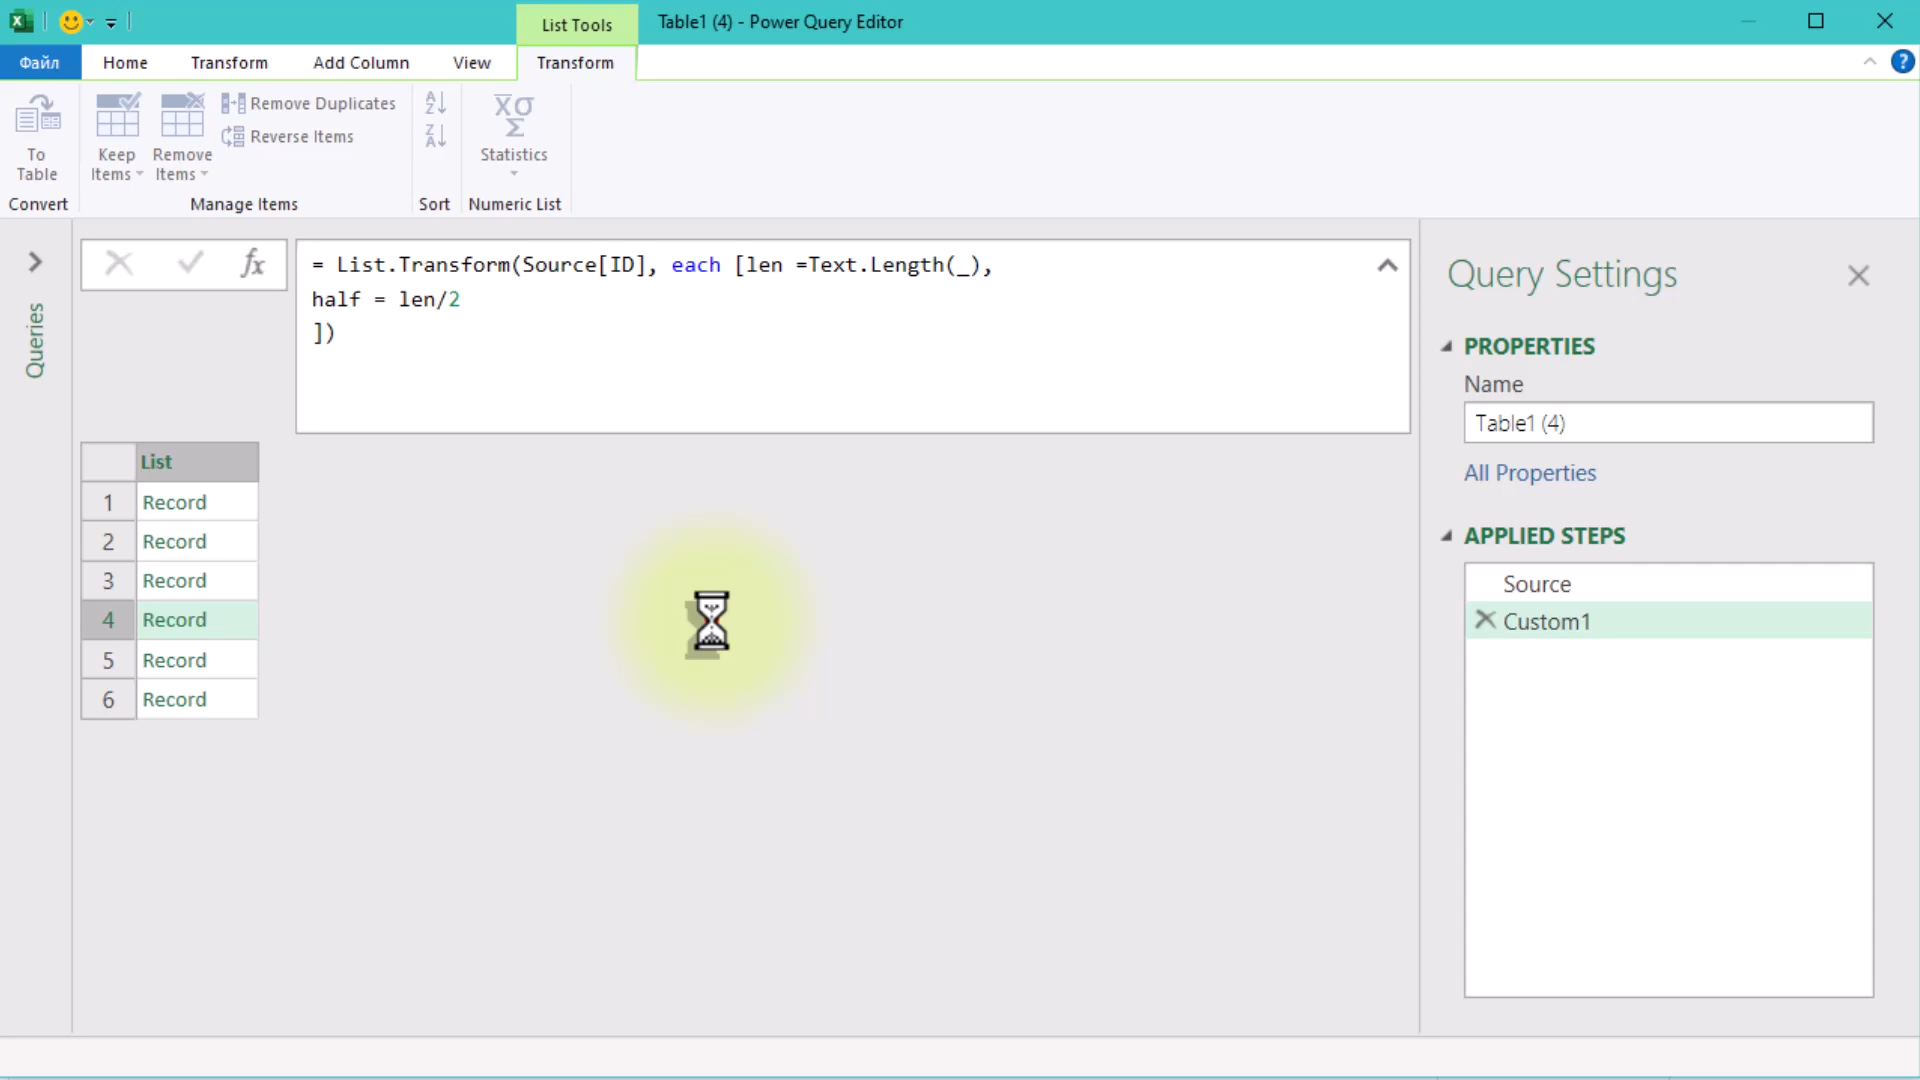 List Tools
Table1 (4) - Power Query Editor
Файл
Home
Transform
Add Column
View
Transform
?
To Table
Keep Items
Remove Items
Remove Duplicates
Reverse Items
Statistics
Convert
Manage Items
Sort
Numeric List
Queries
fx
= List.Transform(Source[ID], each [len =Text.Length(_),
half = len/2
])
List
1 Record
2 Record
3 Record
4 Record
5 Record
6 Record
Query Settings
PROPERTIES
Name
Table1 (4)
All Properties
APPLIED STEPS
Source
Custom1